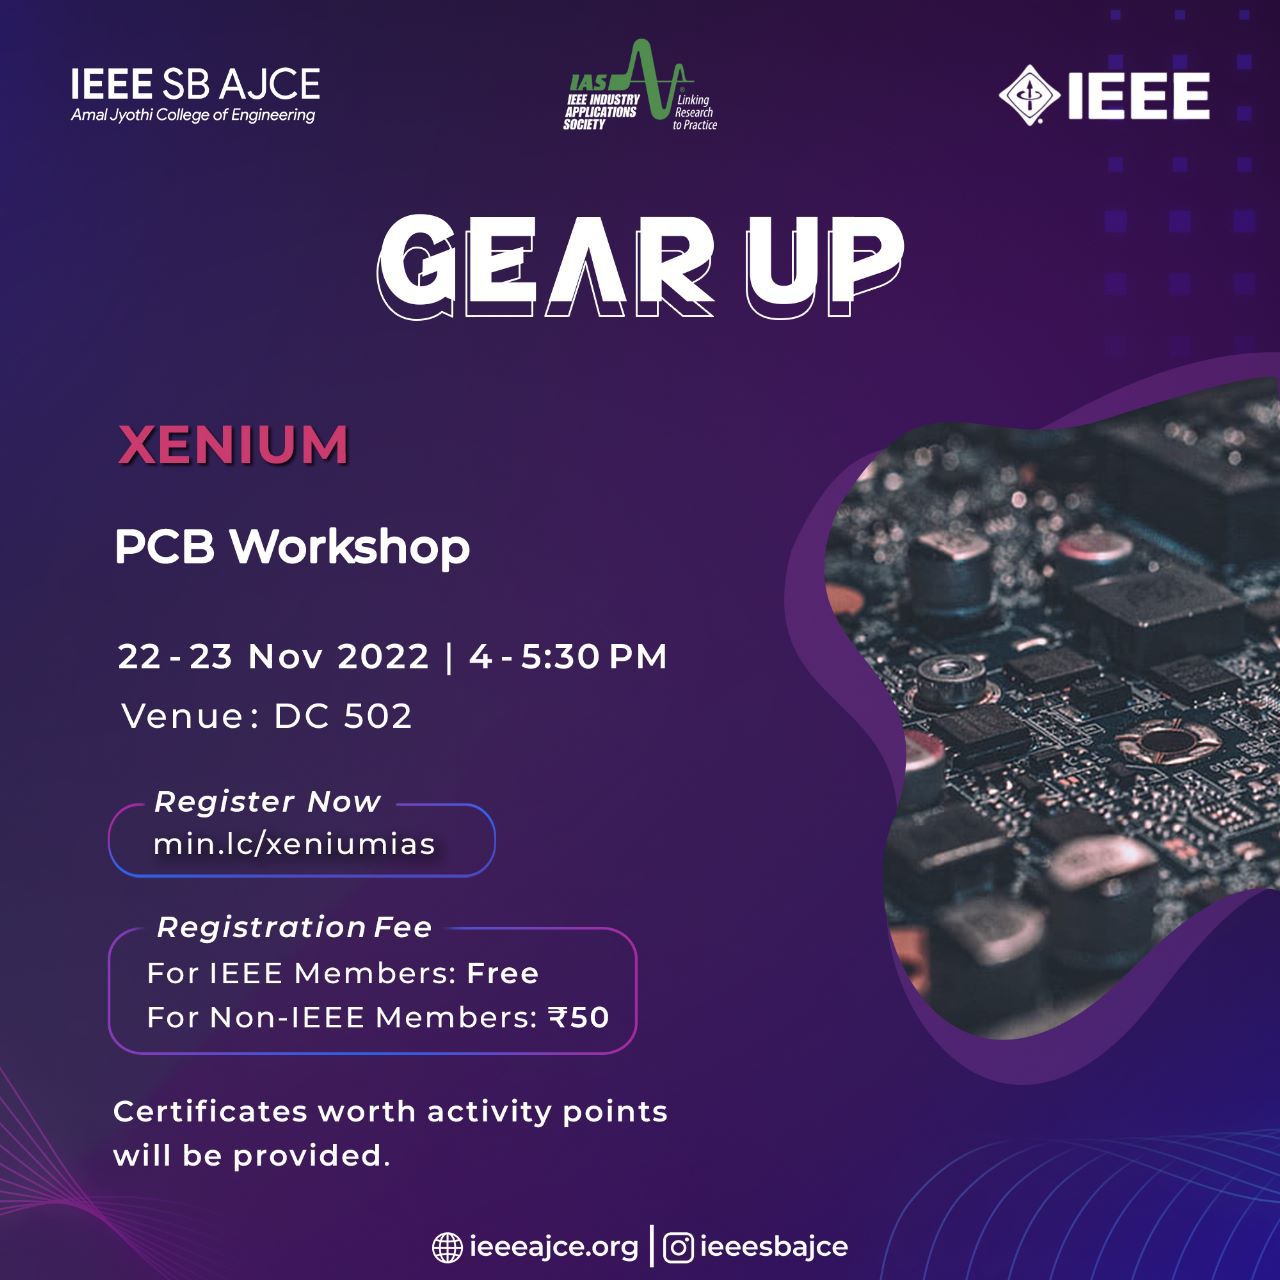 IEEE SB AJCE
Amal Jyothi College of Engineering
IAS
IEEE INDUSTRY
APPLICATIONS
SOCIETY
®
Linking
Research
to Practice
IEEE
GEAR UP
XENIUM
PCB Workshop
22 - 23 Nov 2022 | 4 - 5:30 PM
Venue: DC 502
Register Now
min.lc/xeniumias
Registration Fee
For IEEE Members: Free
For Non-IEEE Members: ₹50
Certificates worth activity points
will be provided.
ieeeajce.org | ieeesbajce